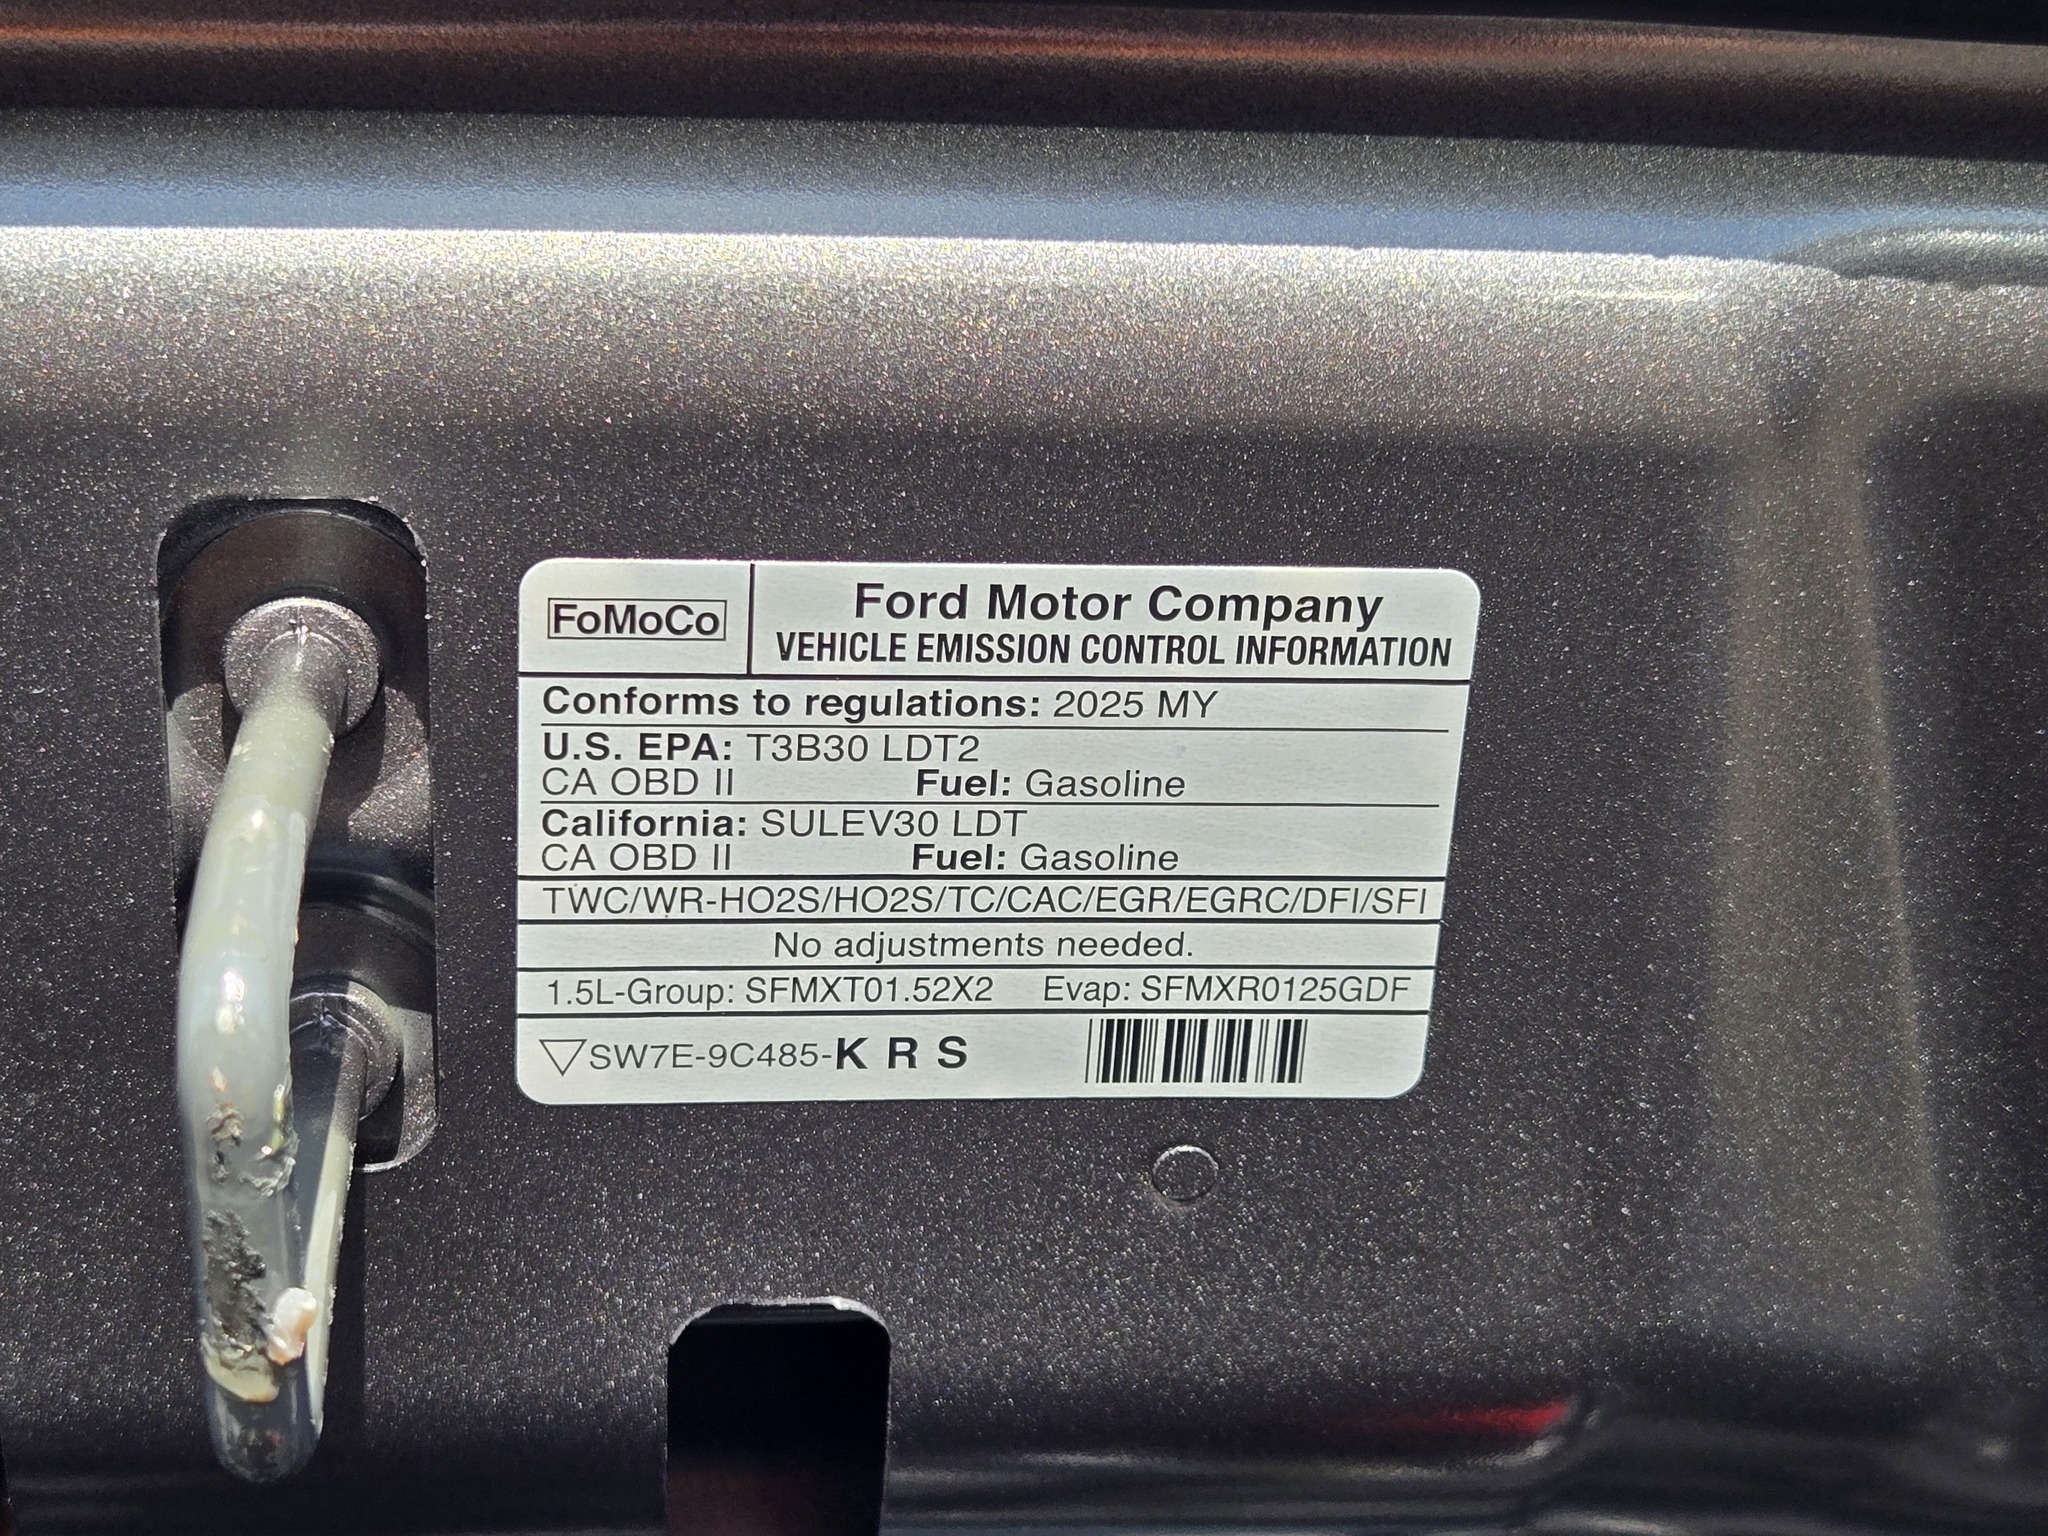 FoMoCo
Ford Motor Company
VEHICLE EMISSION CONTROL INFORMATION
Conforms to regulations: 2025 MY
U.S. EPA: T3B30 LDT2
CA OBD II Fuel: Gasoline
California: SULEV30 LDT
CA OBD II Fuel: Gasoline
TWC/WR-HO2S/HO2S/TC/CAC/EGR/EGRC/DFI/SFI
No adjustments needed.
1.5L-Group: SFMXT01.52X2 Evap: SFMXR0125GDF
SW7E-9C485-K R S